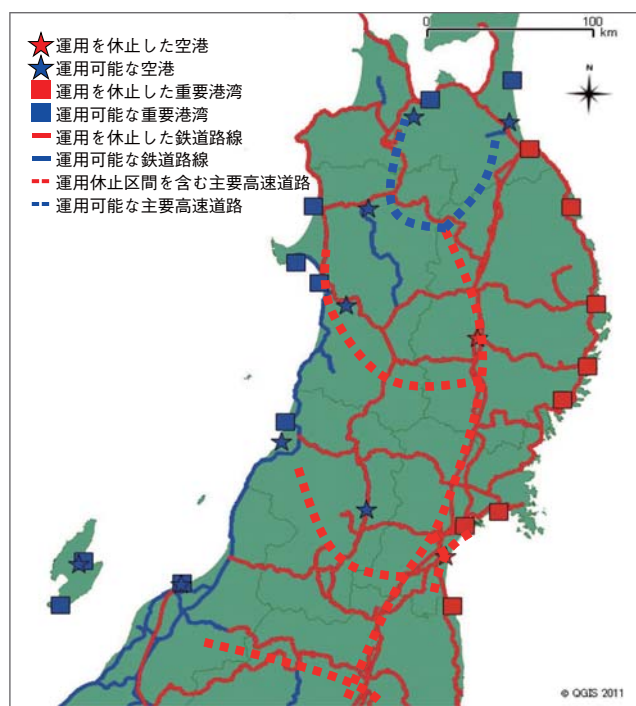 0 100
km
運用を休止した空港
運用可能な空港
運用を休止した重要港湾
運用可能な重要港湾
運用を休止した鉄道路線
運用可能な鉄道路線
運用休止区間を含む主要高速道路
運用可能な主要高速道路
N
© QGIS 2011